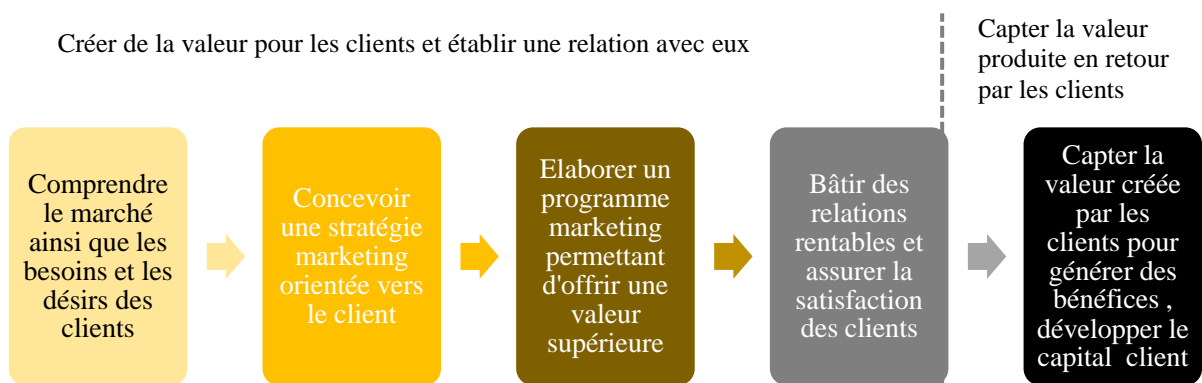 Créer de la valeur pour les clients et établir une relation avec eux
Capter la valeur
produite en retour
par les clients
Comprendre
le marché
ainsi que les
besoins et les
désirs des
clients
Concevoir
une stratégie
marketing
orientée vers
le client
Elaborer un
programme
marketing
permettant
d'offrir une
valeur
supérieure
Bâtir des
relations
rentables et
assurer la
satisfaction
des clients
Capter la
valeur créée
par les
clients pour
générer des
bénéfices ,
développer le
capital client